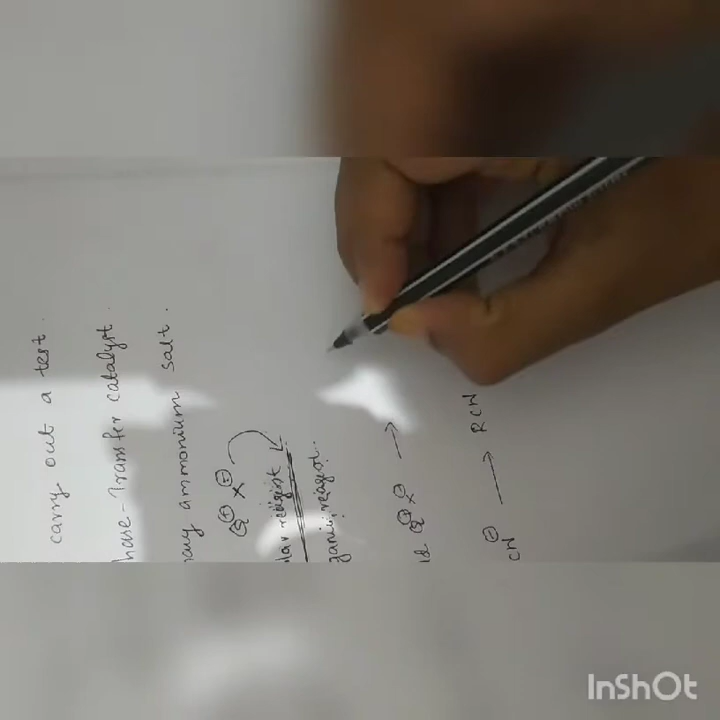 carry out a test.
hase-Transfer catalyst.
ary ammonium salt.
Q⊕ X⊖
lar reagent
ganic reagent.
Q⊕ X⊖ →
CN⊖ → RCN
InShOt